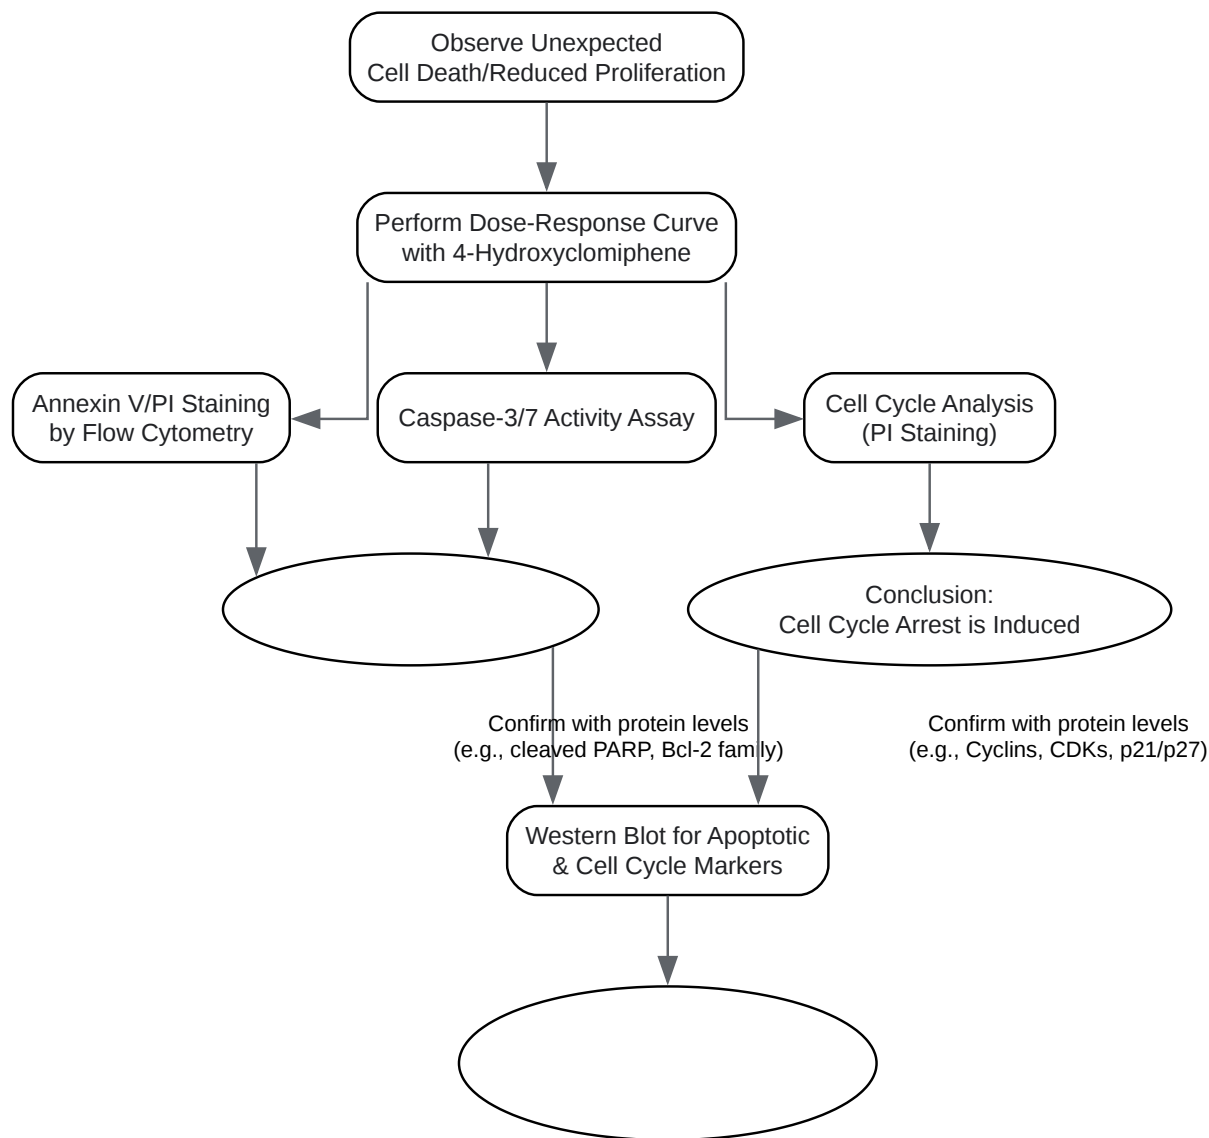 Observe Unexpected
Cell Death/Reduced Proliferation
Perform Dose-Response Curve
with 4-Hydroxyclomiphene
Annexin V/PI Staining
by Flow Cytometry
Caspase-3/7 Activity Assay
Cell Cycle Analysis
(PI Staining)
Conclusion:
Cell Cycle Arrest is Induced
Confirm with protein levels
(e.g., cleaved PARP, Bcl-2 family)
Confirm with protein levels
(e.g., Cyclins, CDKs, p21/p27)
Western Blot for Apoptotic
& Cell Cycle Markers